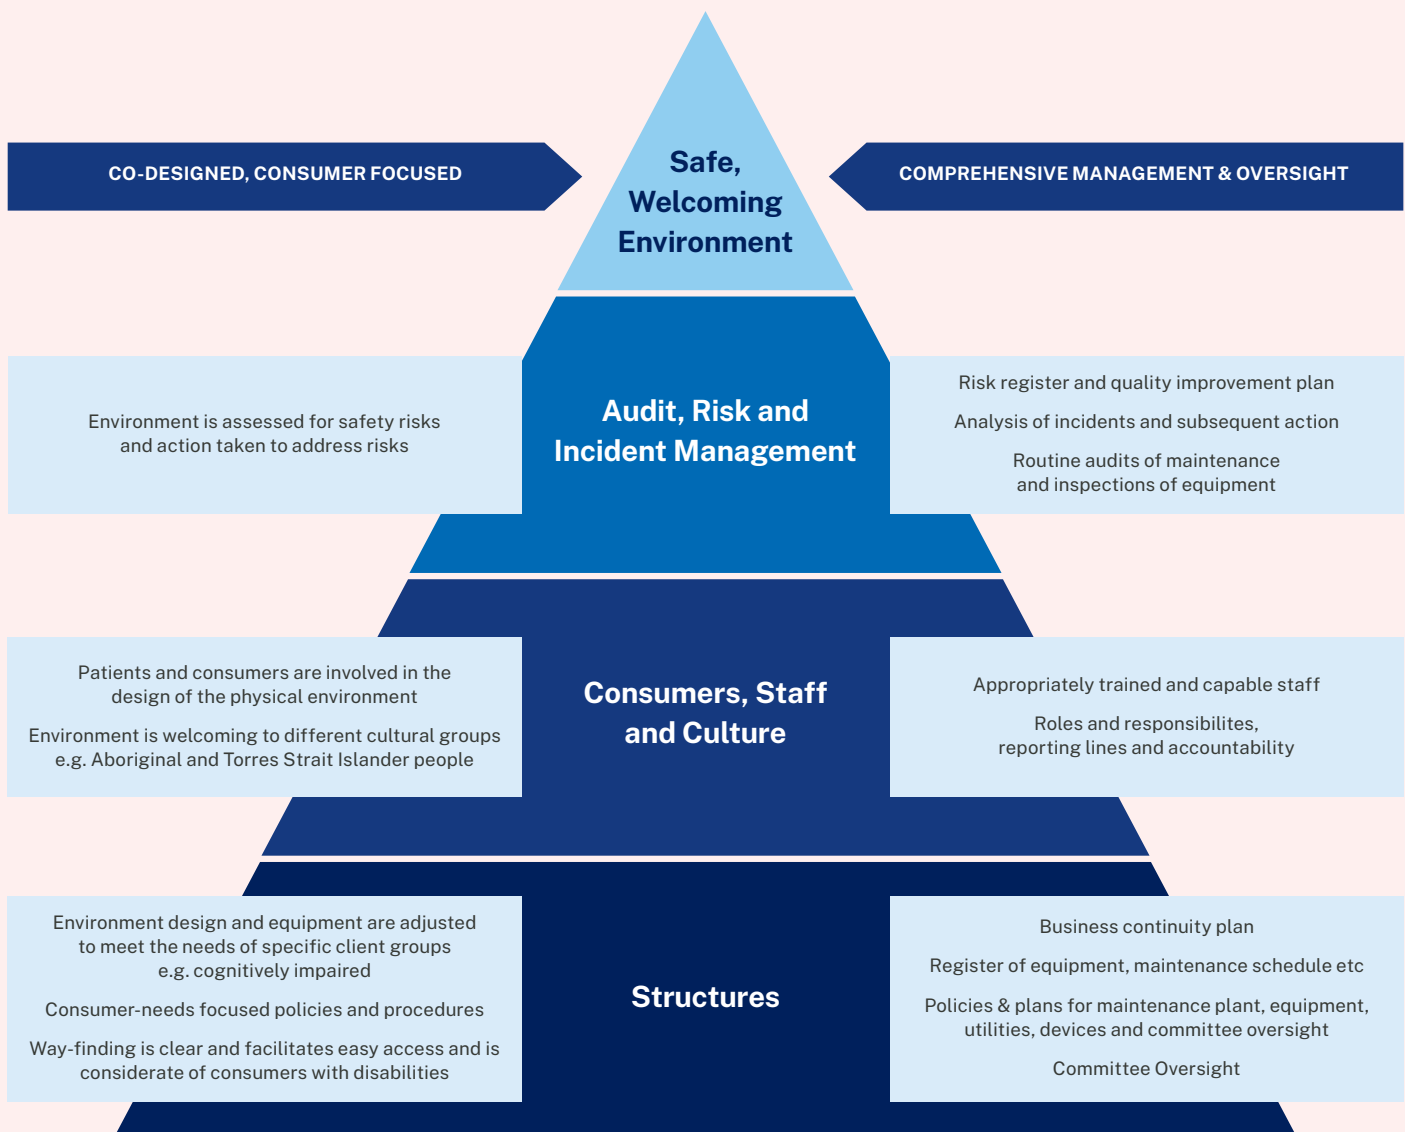 CO-DESIGNED, CONSUMER FOCUSED
Safe,
Welcoming
Environment
COMPREHENSIVE MANAGEMENT & OVERSIGHT
Environment is assessed for safety risks
and action taken to address risks
Audit, Risk and
Incident Management
Risk register and quality improvement plan
Analysis of incidents and subsequent action
Routine audits of maintenance
and inspections of equipment
Patients and consumers are involved in the
design of the physical environment
Environment is welcoming to different cultural groups
e.g. Aboriginal and Torres Strait Islander people
Consumers, Staff
and Culture
Appropriately trained and capable staff
Roles and responsibilites,
reporting lines and accountability
Environment design and equipment are adjusted
to meet the needs of specific client groups
e.g. cognitively impaired
Consumer-needs focused policies and procedures
Way-finding is clear and facilitates easy access and is
considerate of consumers with disabilities
Structures
Business continuity plan
Register of equipment, maintenance schedule etc
Policies & plans for maintenance plant, equipment,
utilities, devices and committee oversight
Committee Oversight